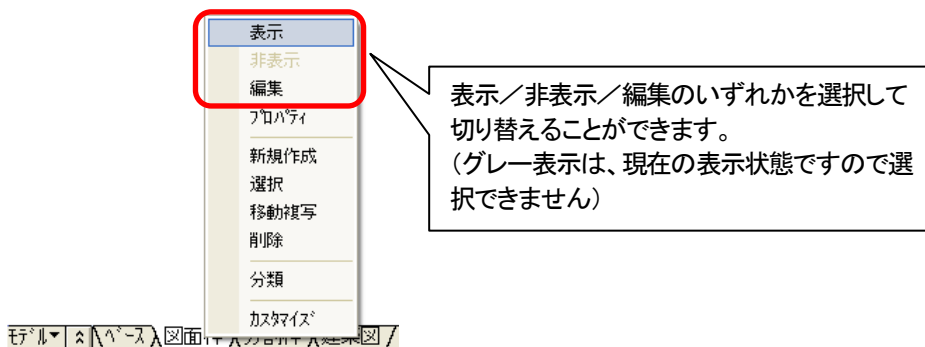 表示
非表示
編集
ﾌﾟﾛﾊﾟﾃｨ
新規作成
選択
移動複写
削除
分類
ｶｽﾀﾏｲｽﾞ
表示／非表示／編集のいずれかを選択して
切り替えることができます。
（グレー表示は、現在の表示状態ですので選
択できません）
ﾓﾃﾞﾙ ﾍﾞｰｽ 図面